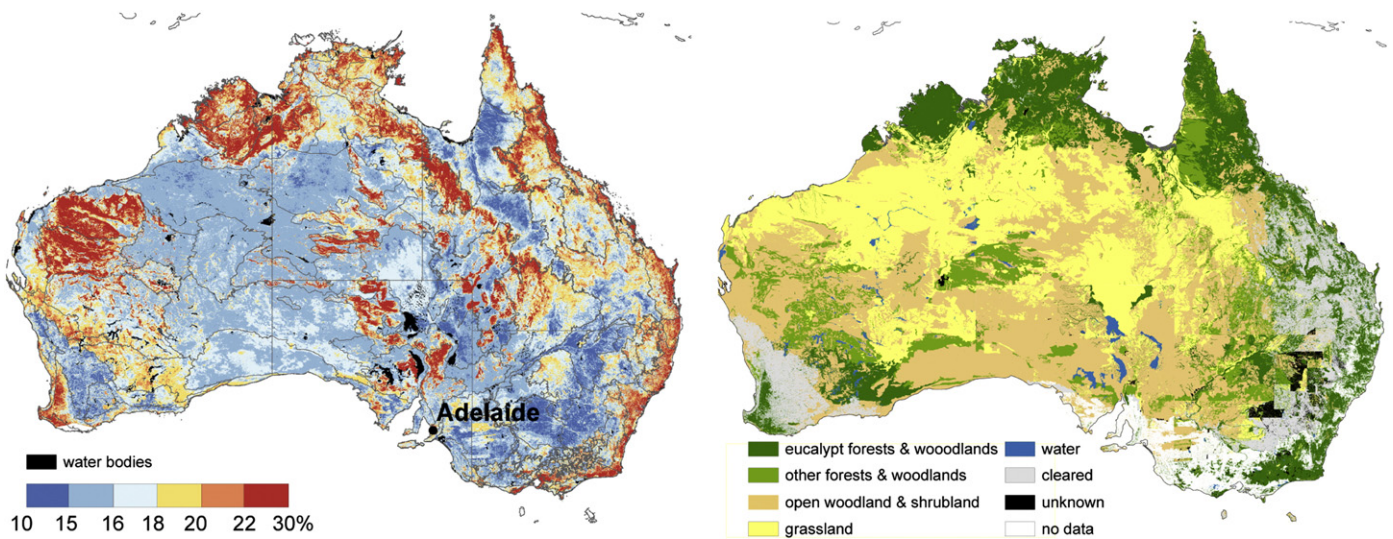 Adelaide
water bodies
10 15 16 18 20 22 30%
eucalypt forests & wooodlands
other forests & woodlands
open woodland & shrubland
grassland
water
cleared
unknown
no data